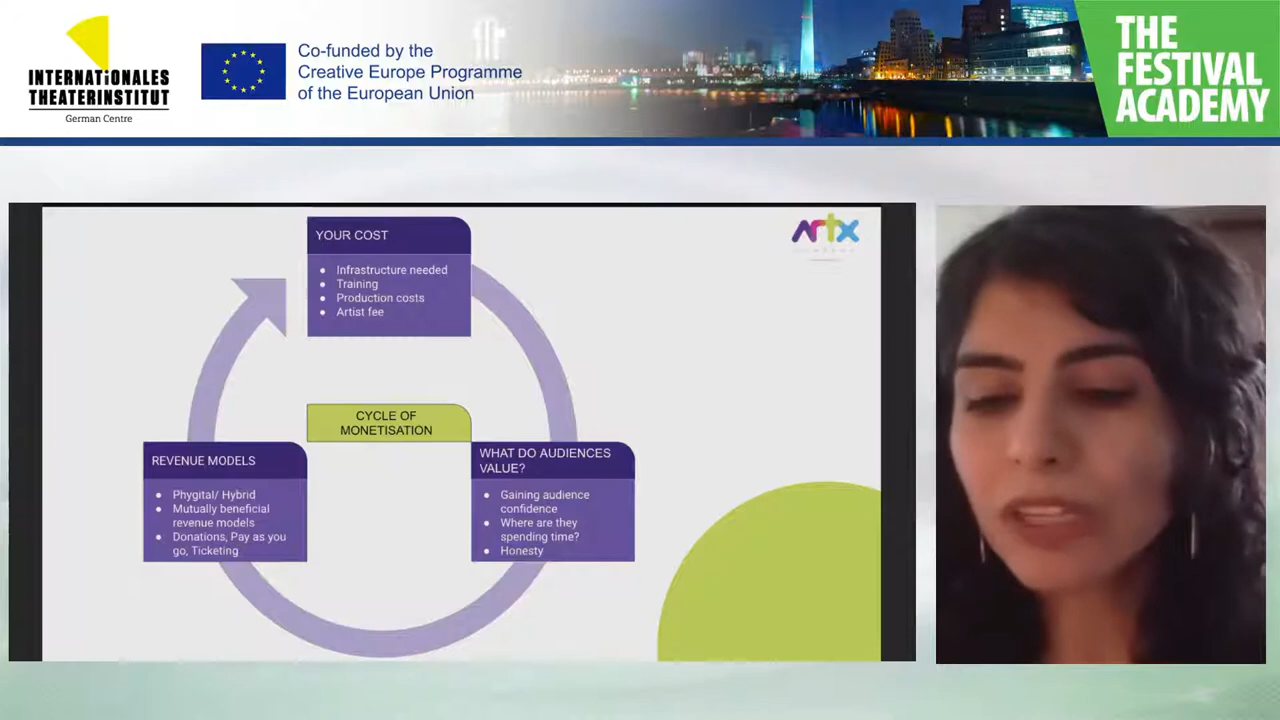 INTERNATiONALES
THEATERINSTITUT
German Centre
Co-funded by the
Creative Europe Programme
of the European Union
THE
FESTIVAL
ACADEMY
artx
YOUR COST
● Infrastructure needed
● Training
● Production costs
● Artist fee
CYCLE OF
MONETISATION
REVENUE MODELS
● Phygital/ Hybrid
● Mutually beneficial
revenue models
● Donations, Pay as you
go, Ticketing
WHAT DO AUDIENCES
VALUE?
● Gaining audience
confidence
● Where are they
spending time?
● Honesty